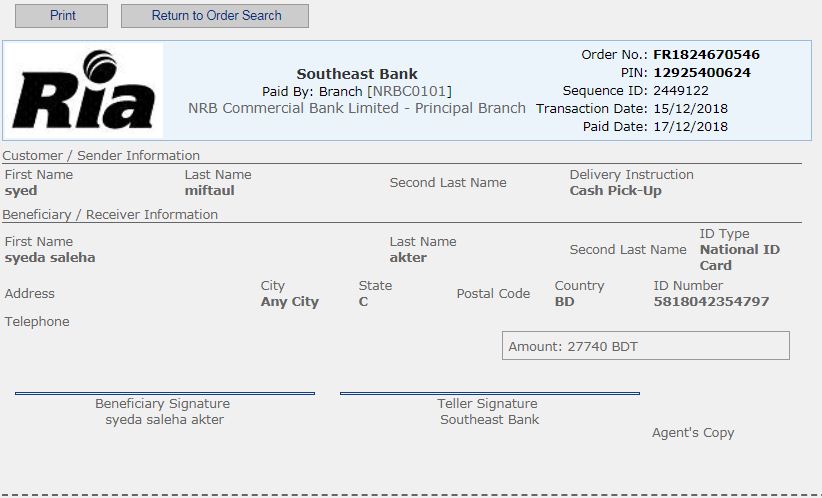 Print Return to Order Search
Ria
Southeast Bank
Paid By: Branch [NRBC0101]
NRB Commercial Bank Limited - Principal Branch
Order No.: FR1824670546
PIN: 12925400624
Sequence ID: 2449122
Transaction Date: 15/12/2018
Paid Date: 17/12/2018
Customer / Sender Information
First Name Last Name Second Last Name Delivery Instruction
syed miftaul Cash Pick-Up
Beneficiary / Receiver Information
First Name Last Name Second Last Name ID Type
syeda saleha akter National ID
Card
Address City State Postal Code Country ID Number
Any City C BD 5818042354797
Telephone
Amount: 27740 BDT
Beneficiary Signature Teller Signature
syeda saleha akter Southeast Bank
Agent's Copy